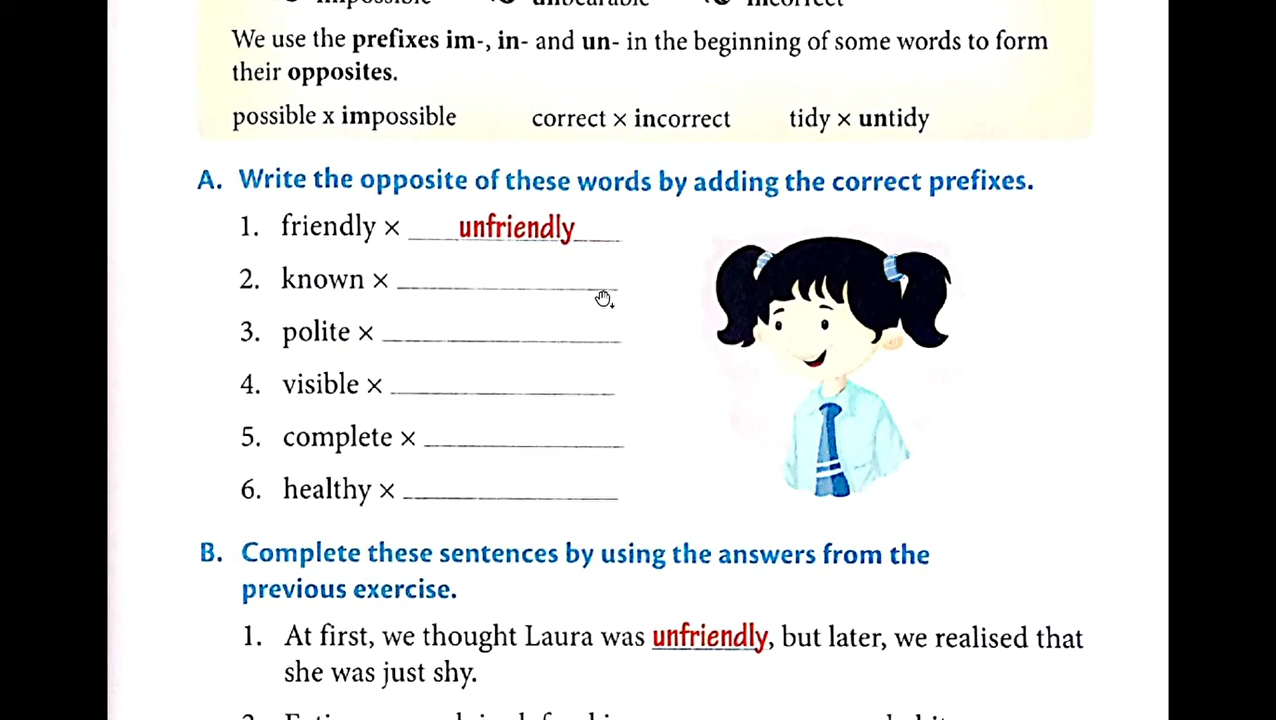 impossible unbearable incorrect
We use the prefixes im-, in- and un- in the beginning of some words to form
their opposites.
possible x impossible correct × incorrect tidy × untidy
A. Write the opposite of these words by adding the correct prefixes.
1. friendly × unfriendly
2. known ×
3. polite ×
4. visible ×
5. complete ×
6. healthy ×
B. Complete these sentences by using the answers from the
previous exercise.
1. At first, we thought Laura was unfriendly, but later, we realised that
she was just shy.